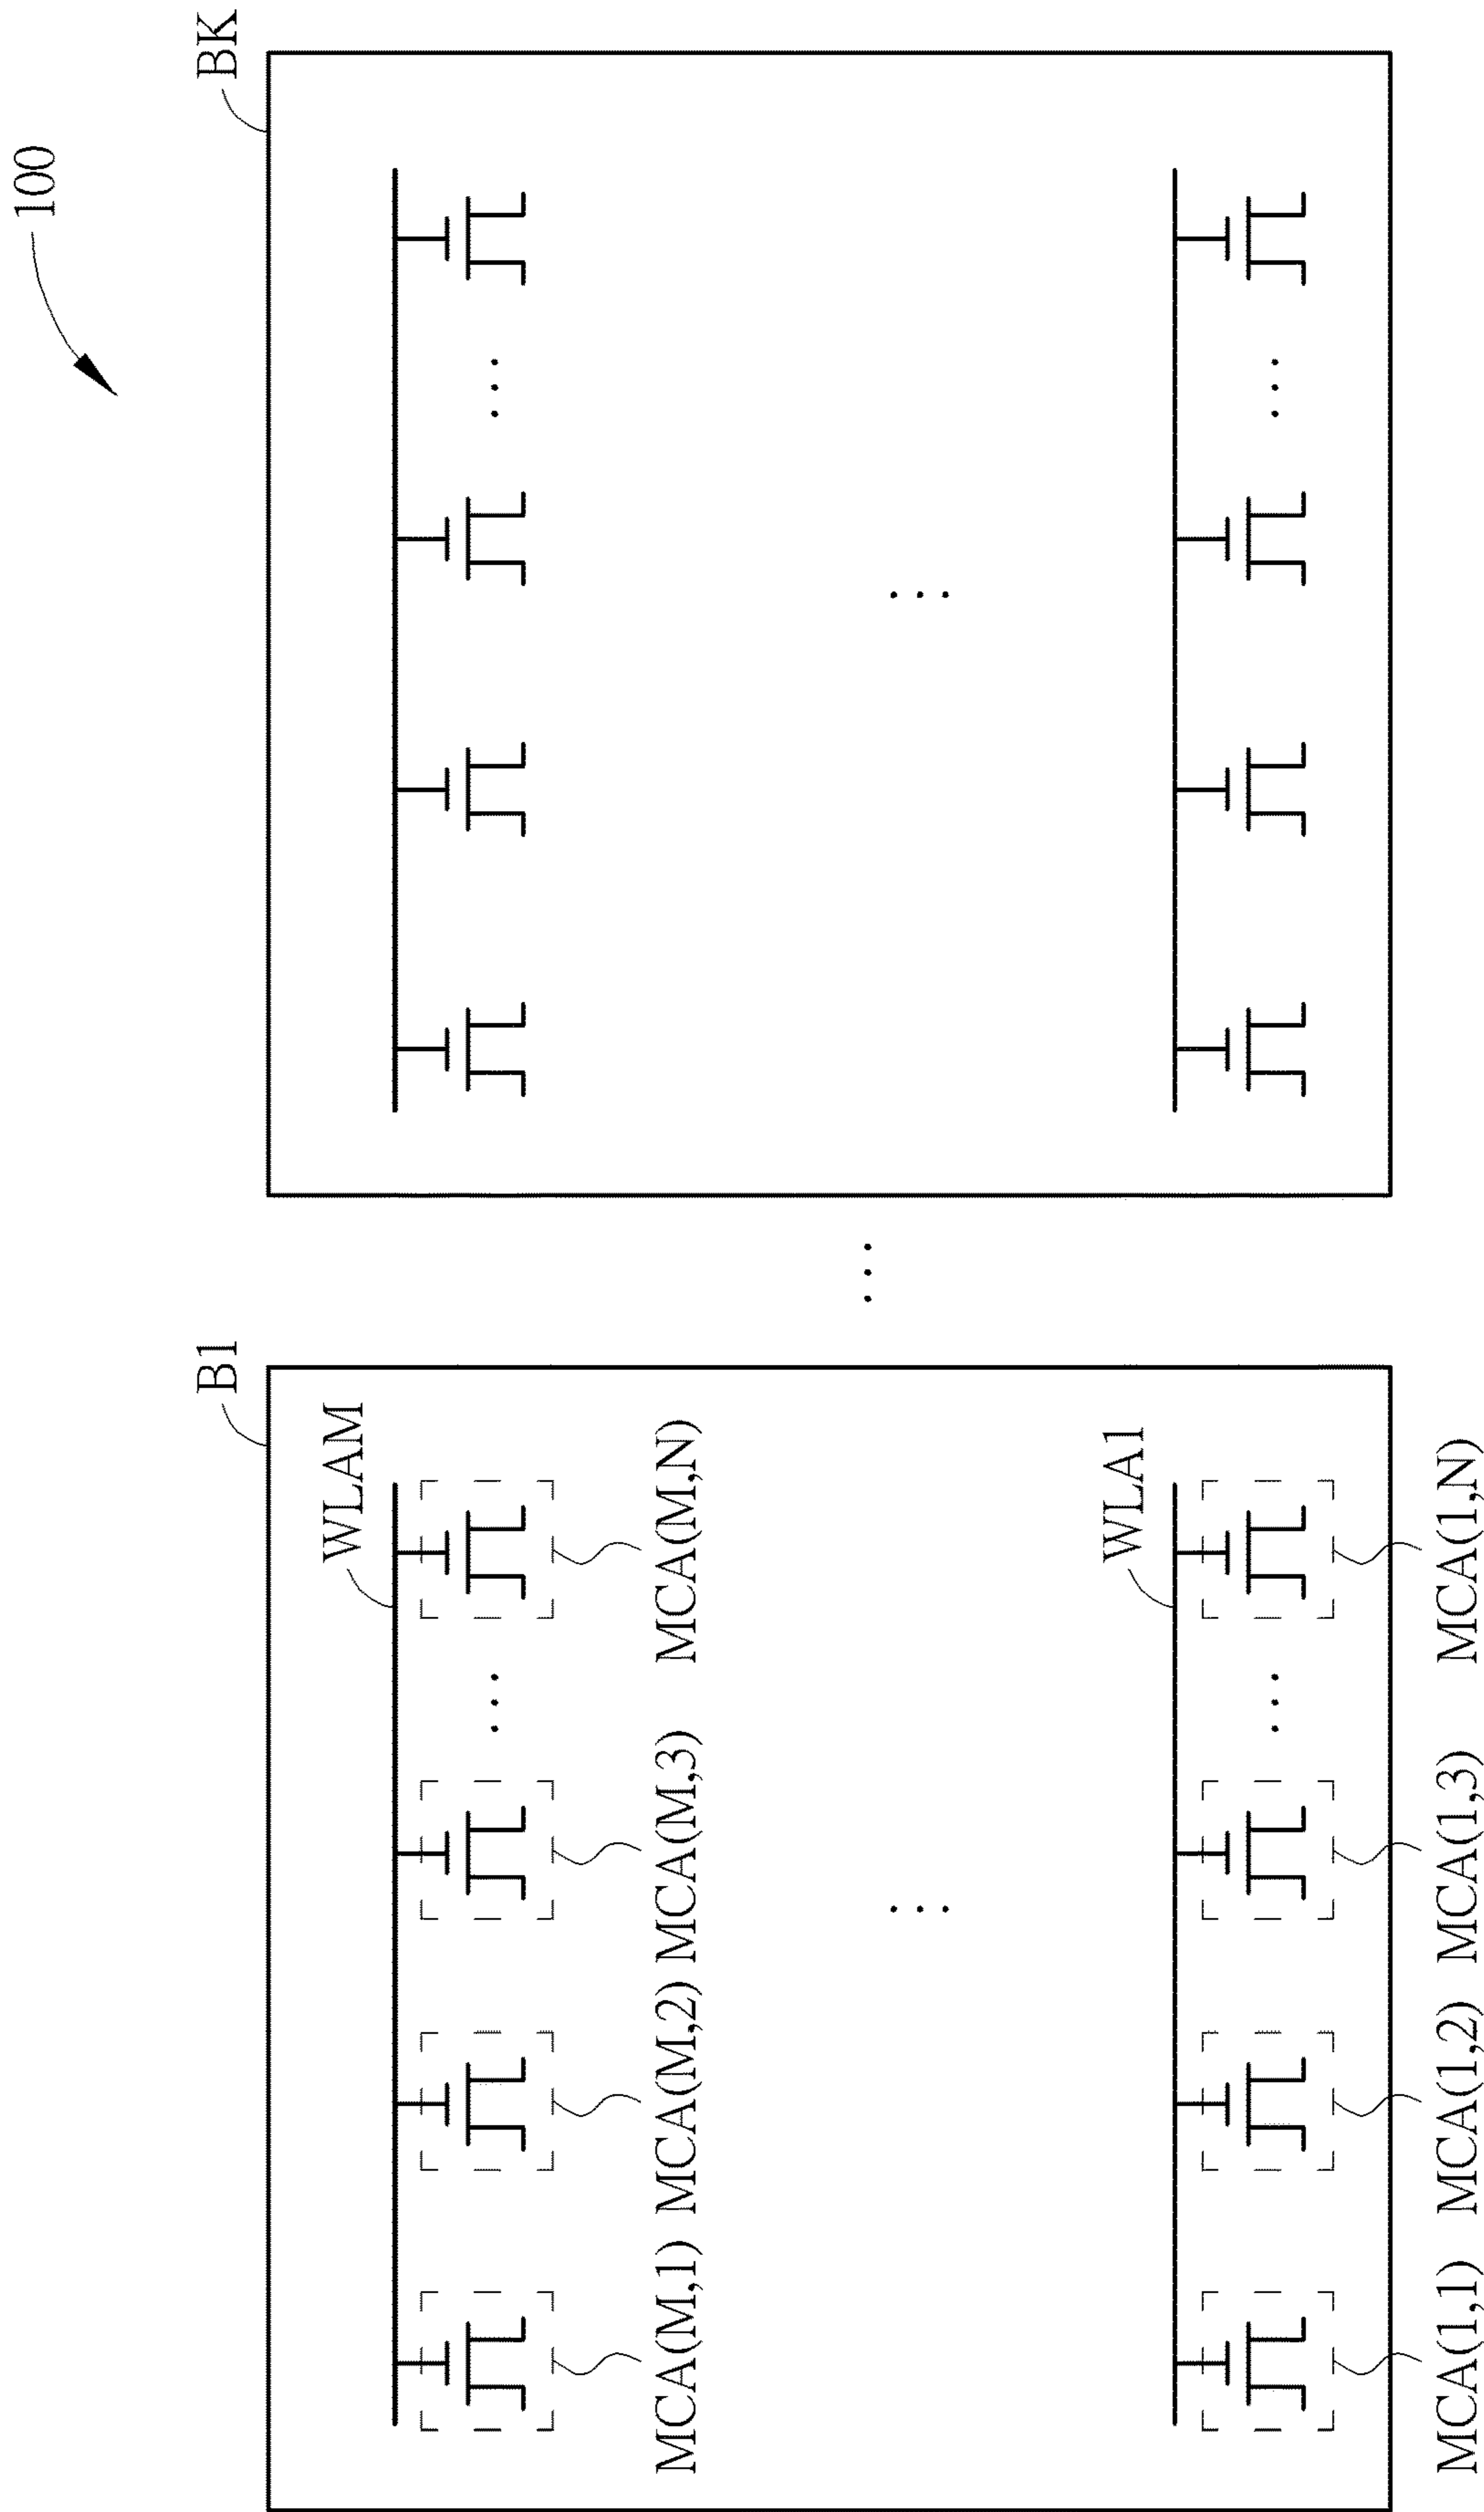 100
B1
BK
WLAM
MCA(M,1) MCA(M,2) MCA(M,3) ... MCA(M,N)
...
WLA1
MCA(1,1) MCA(1,2) MCA(1,3) ... MCA(1,N)